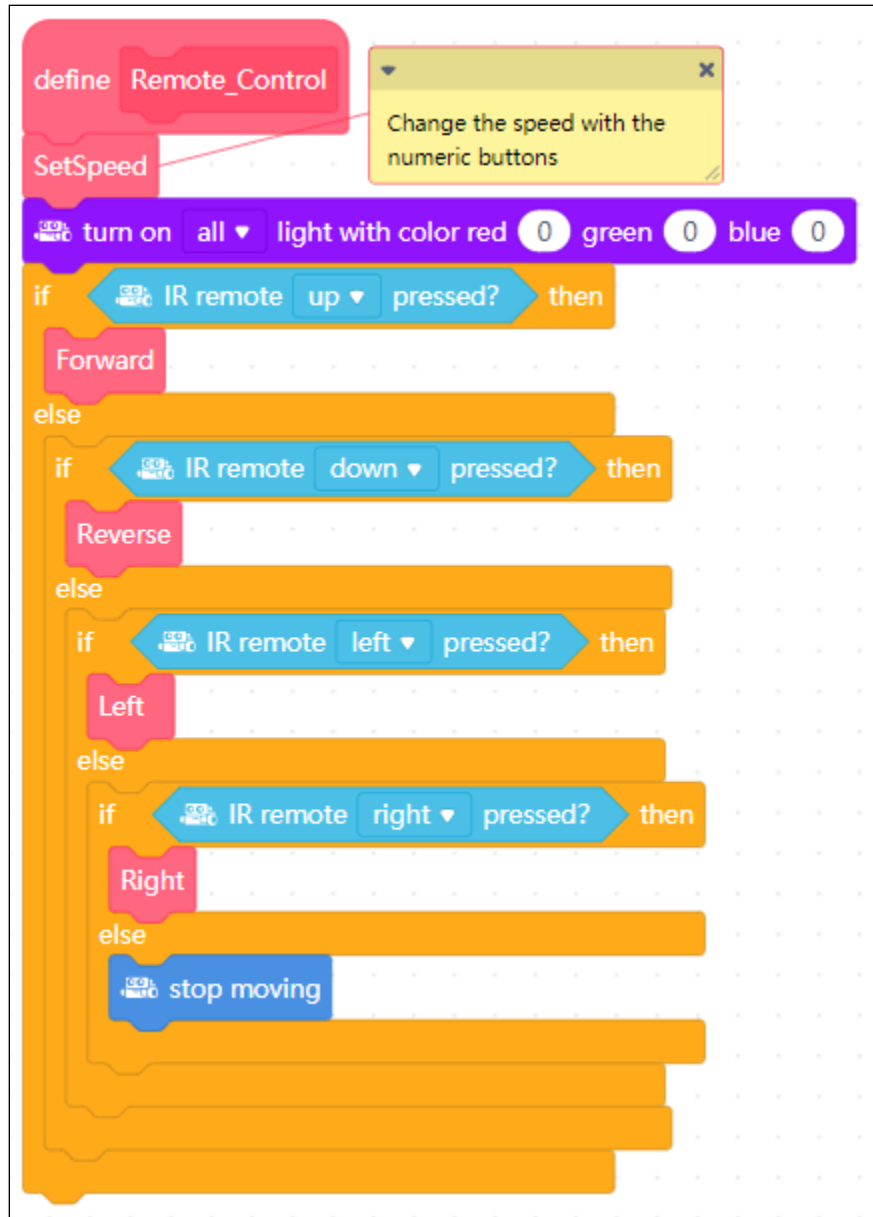 define Remote_Control
Change the speed with the
numeric buttons
SetSpeed
turn on all light with color red 0 green 0 blue 0
if IR remote up pressed? then
Forward
else
if IR remote down pressed? then
Reverse
else
if IR remote left pressed? then
Left
else
if IR remote right pressed? then
Right
else
stop moving